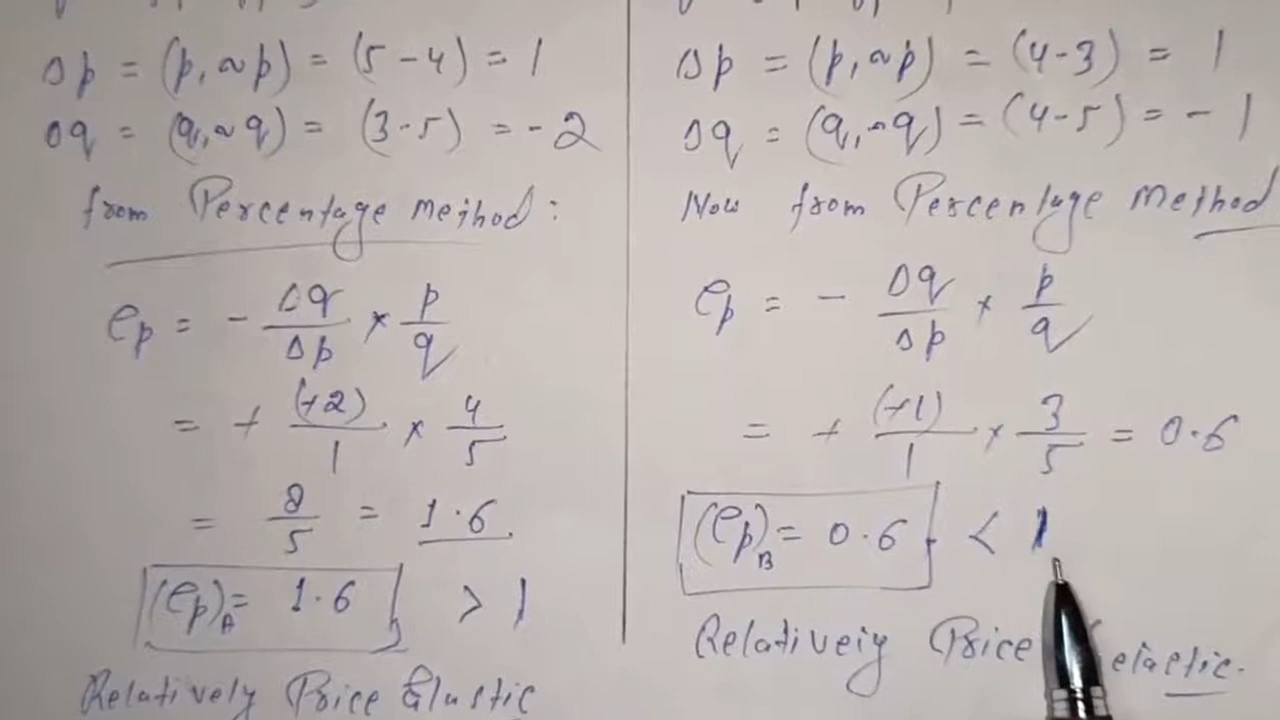 Δp = (p₁ ~ p) = (5 - 4) = 1
Δq = (q₁ ~ q) = (3 - 5) = - 2
from Percentage method :
ep = - Δq/Δp × p/q
= + (+2)/1 × 4/5
= 8/5 = 1.6
(ep)A = 1.6 > 1
Relatively Price Elastic
Δp = (p₁ ~ p) = (4 - 3) = 1
Δq = (q₁ ~ q) = (4 - 5) = - 1
Now from Percentage Method
ep = - Δq/Δp × p/q
= + (+1)/1 × 3/5 = 0.6
(ep)B = 0.6 < 1
Relatively Price elastic.